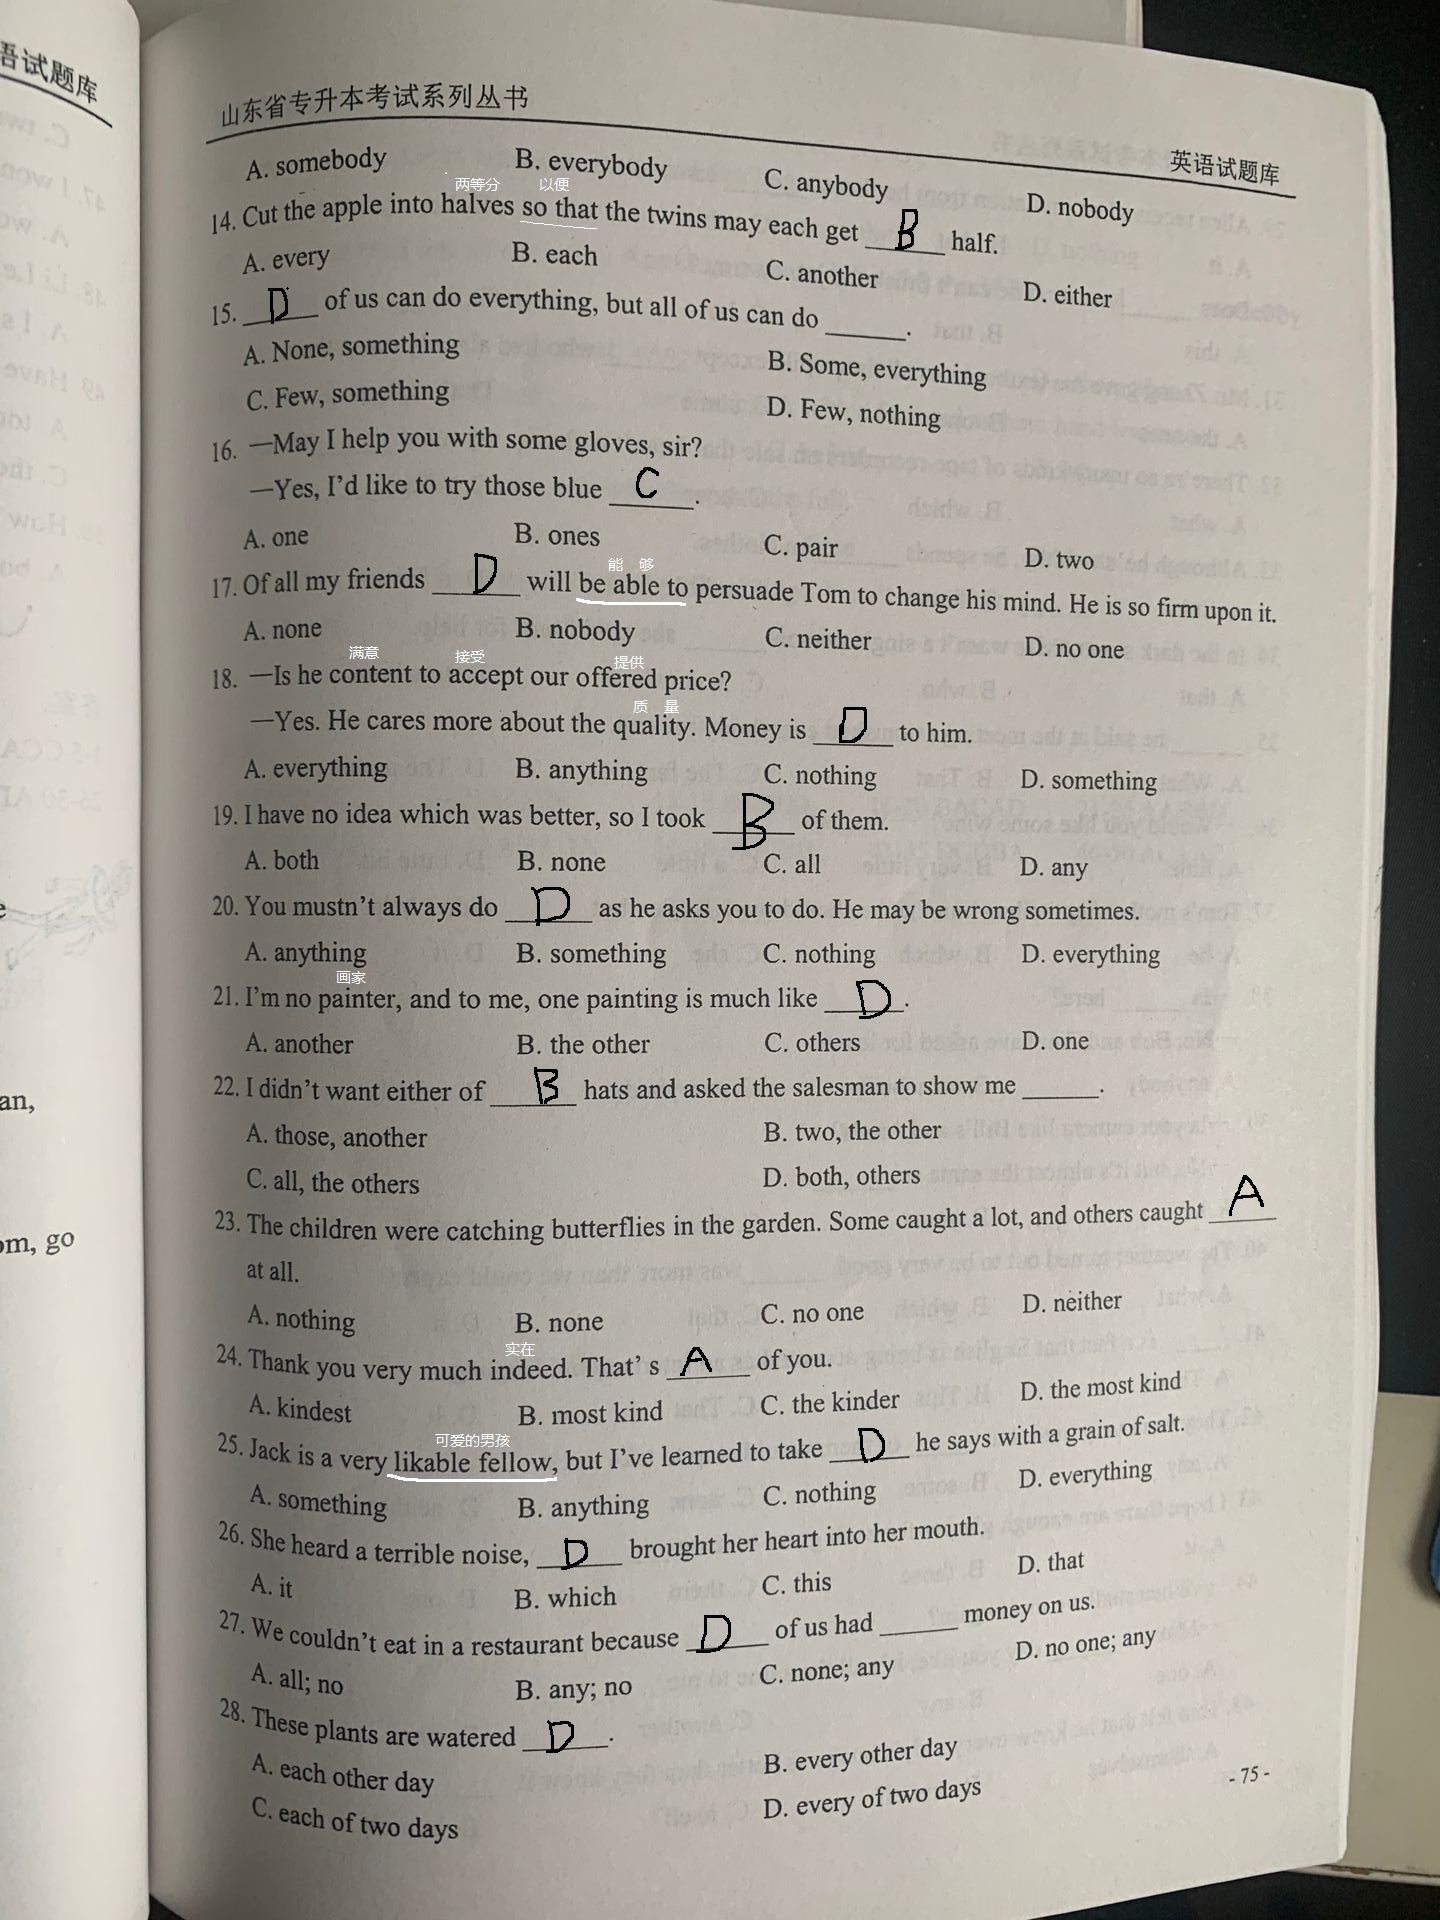 语试题库
山东省专升本考试系列丛书
英语试题库
A. somebody B. everybody C. anybody D. nobody
两等分 以便
14. Cut the apple into halves so that the twins may each get B half.
A. every B. each C. another D. either
15. D of us can do everything, but all of us can do ______.
A. None, something B. Some, everything
C. Few, something D. Few, nothing
16. —May I help you with some gloves, sir?
—Yes, I'd like to try those blue C.
A. one B. ones C. pair D. two
能 够
17. Of all my friends D will be able to persuade Tom to change his mind. He is so firm upon it.
A. none B. nobody C. neither D. no one
满意 接受 提供
18. —Is he content to accept our offered price?
质 量
—Yes. He cares more about the quality. Money is D to him.
A. everything B. anything C. nothing D. something
19. I have no idea which was better, so I took B of them.
A. both B. none C. all D. any
20. You mustn't always do D as he asks you to do. He may be wrong sometimes.
A. anything B. something C. nothing D. everything
画家
21. I'm no painter, and to me, one painting is much like D.
A. another B. the other C. others D. one
22. I didn't want either of B hats and asked the salesman to show me ______.
A. those, another B. two, the other
C. all, the others D. both, others
23. The children were catching butterflies in the garden. Some caught a lot, and others caught A
at all.
A. nothing B. none C. no one D. neither
实在
24. Thank you very much indeed. That' s A of you.
A. kindest B. most kind C. the kinder D. the most kind
可爱的男孩
25. Jack is a very likable fellow, but I've learned to take D he says with a grain of salt.
A. something B. anything C. nothing D. everything
26. She heard a terrible noise, D brought her heart into her mouth.
A. it B. which C. this D. that
27. We couldn't eat in a restaurant because D of us had ______ money on us.
A. all; no B. any; no C. none; any D. no one; any
28. These plants are watered D.
A. each other day B. every other day
C. each of two days D. every of two days
- 75 -
an,
om, go